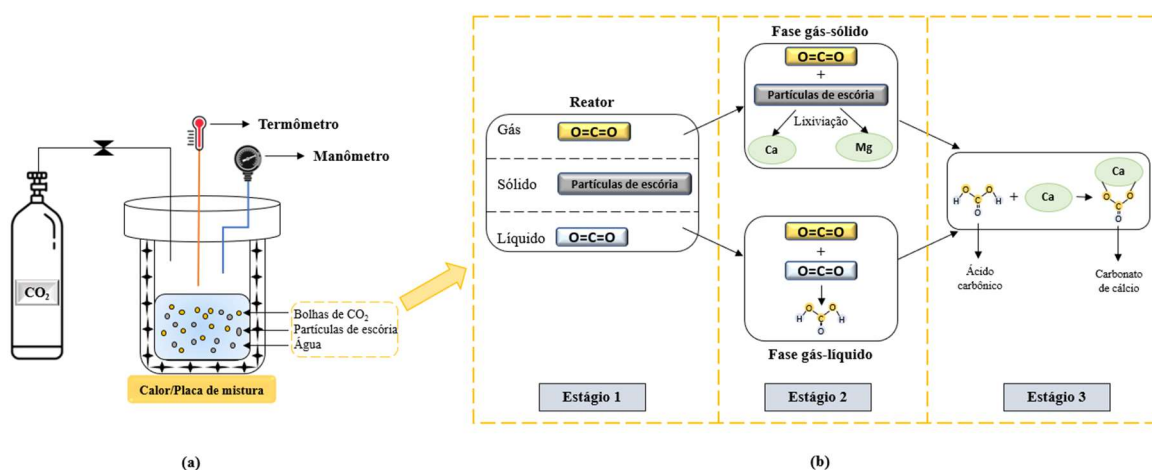 Termômetro
Manômetro
CO2
Bolhas de CO2
Partículas de escória
Água
Calor/Placa de mistura
(a)
Reator
Gás
O=C=O
Sólido
Partículas de escória
Líquido
O=C=O
Estágio 1
Fase gás-sólido
O=C=O
+
Partículas de escória
Lixiviação
Ca
Mg
O=C=O
+
O=C=O
H O C O H
O
Fase gás-líquido
Estágio 2
H O C O H
O
+
Ca
Ca
O O
C
O
Ácido
carbônico
Carbonato
de cálcio
Estágio 3
(b)